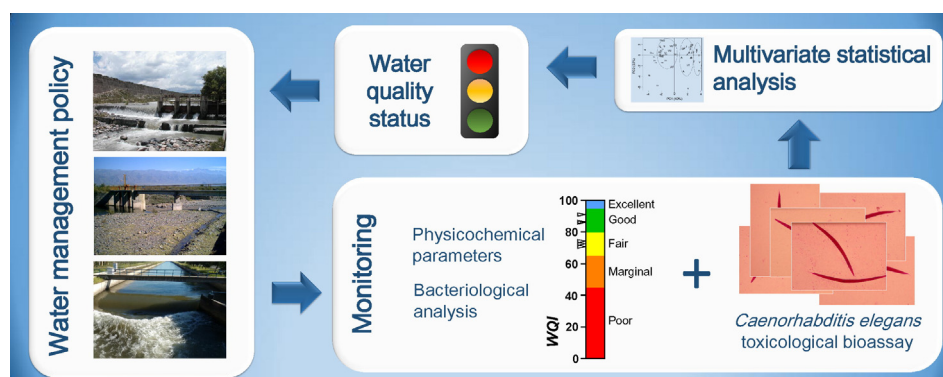 Water management policy
Water
quality
status
Multivariate statistical
analysis
Monitoring
Physicochemical
parameters
Bacteriological
analysis
WQI
100
80
60
40
20
0
Excellent
Good
Fair
Marginal
Poor
+
Caenorhabditis elegans
toxicological bioassay